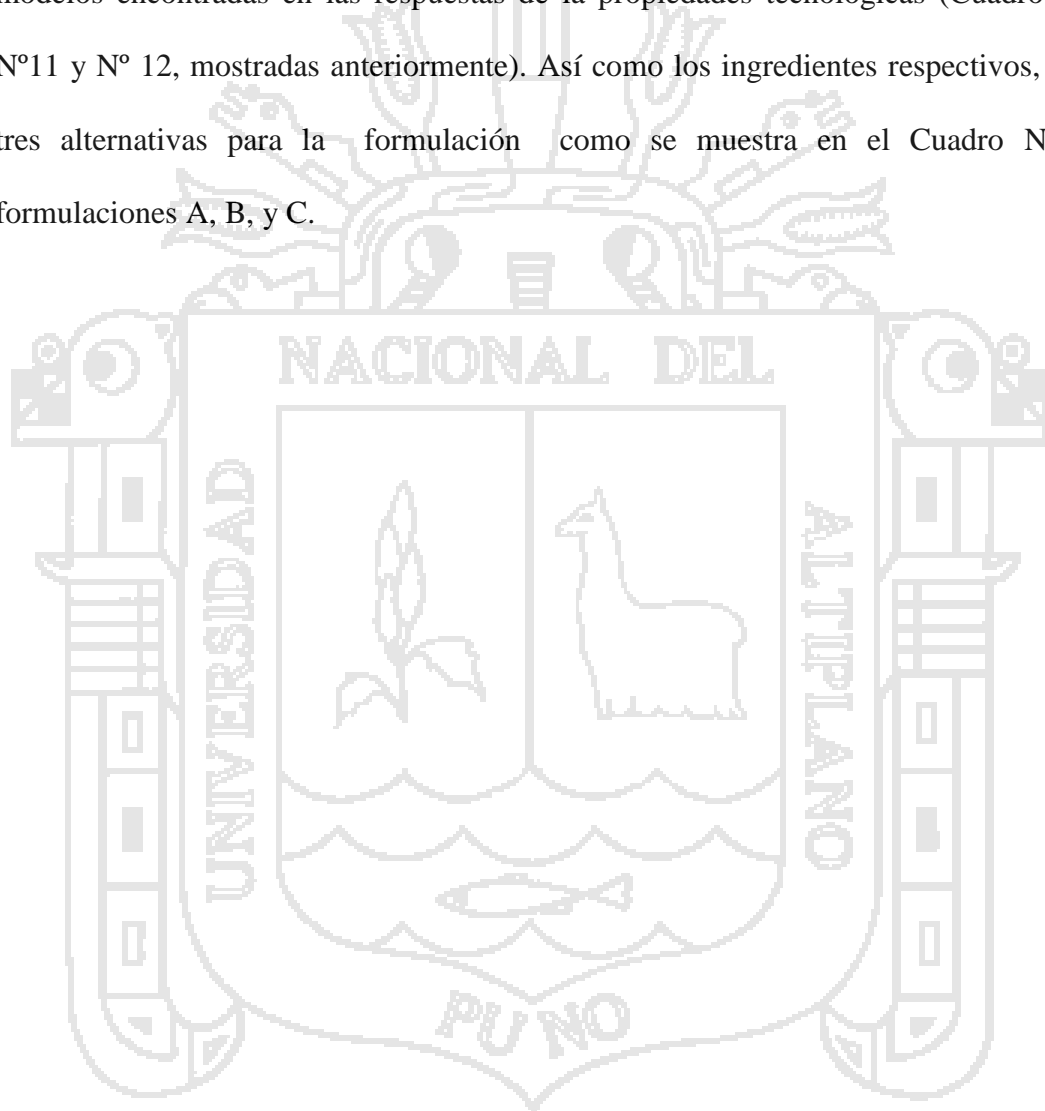 modelos encontradas en las respuestas de la propiedades tecnológicas (Cuadro
Nº11 y Nº 12, mostradas anteriormente). Así como los ingredientes respectivos,
tres alternativas para la formulación como se muestra en el Cuadro N
formulaciones A, B, y C.
NACIONAL DEL
UNIVERSIDAD
ALTIPLANO
PUNO